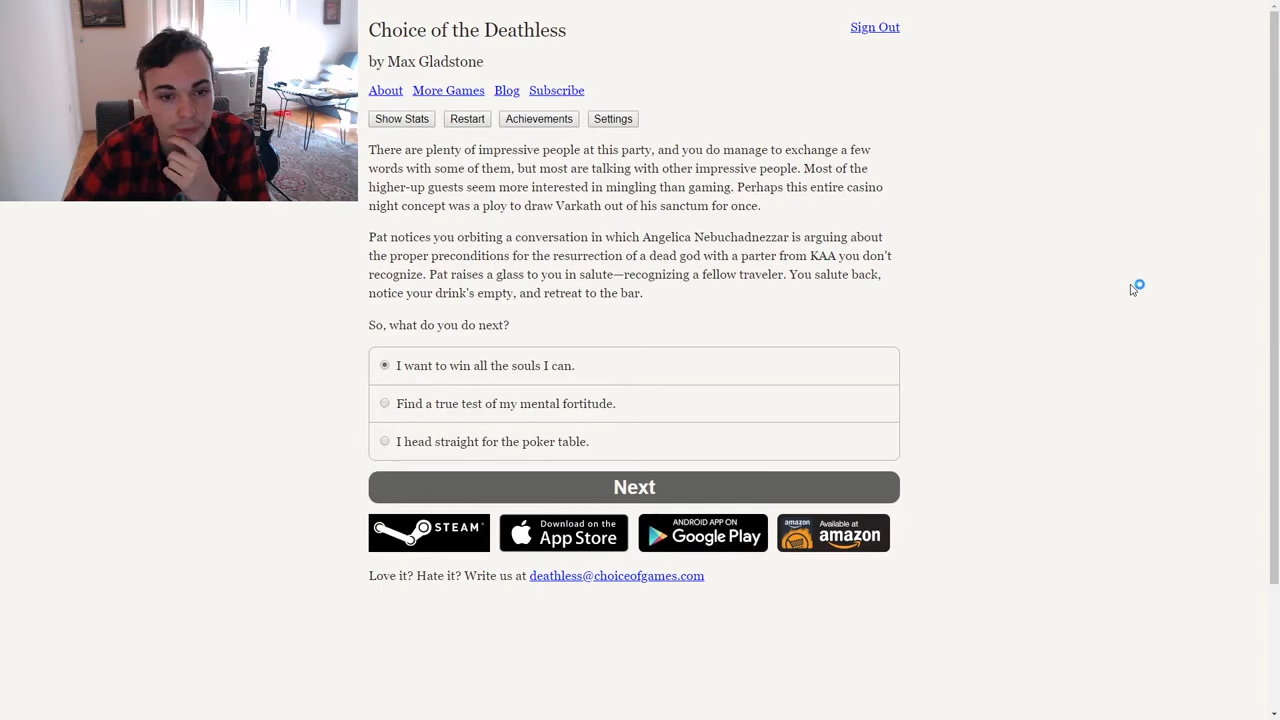 Choice of the Deathless
Sign Out
by Max Gladstone
About More Games Blog Subscribe
Show Stats Restart Achievements Settings
There are plenty of impressive people at this party, and you do manage to exchange a few
words with some of them, but most are talking with other impressive people. Most of the
higher-up guests seem more interested in mingling than gaming. Perhaps this entire casino
night concept was a ploy to draw Varkath out of his sanctum for once.
Pat notices you orbiting a conversation in which Angelica Nebuchadnezzar is arguing about
the proper preconditions for the resurrection of a dead god with a parter from KAA you don't
recognize. Pat raises a glass to you in salute—recognizing a fellow traveler. You salute back,
notice your drink's empty, and retreat to the bar.
So, what do you do next?
I want to win all the souls I can.
Find a true test of my mental fortitude.
I head straight for the poker table.
Next
STEAM™
Download on the
App Store
ANDROID APP ON
Google Play
amazon
Available at
amazon
Love it? Hate it? Write us at deathless@choiceofgames.com